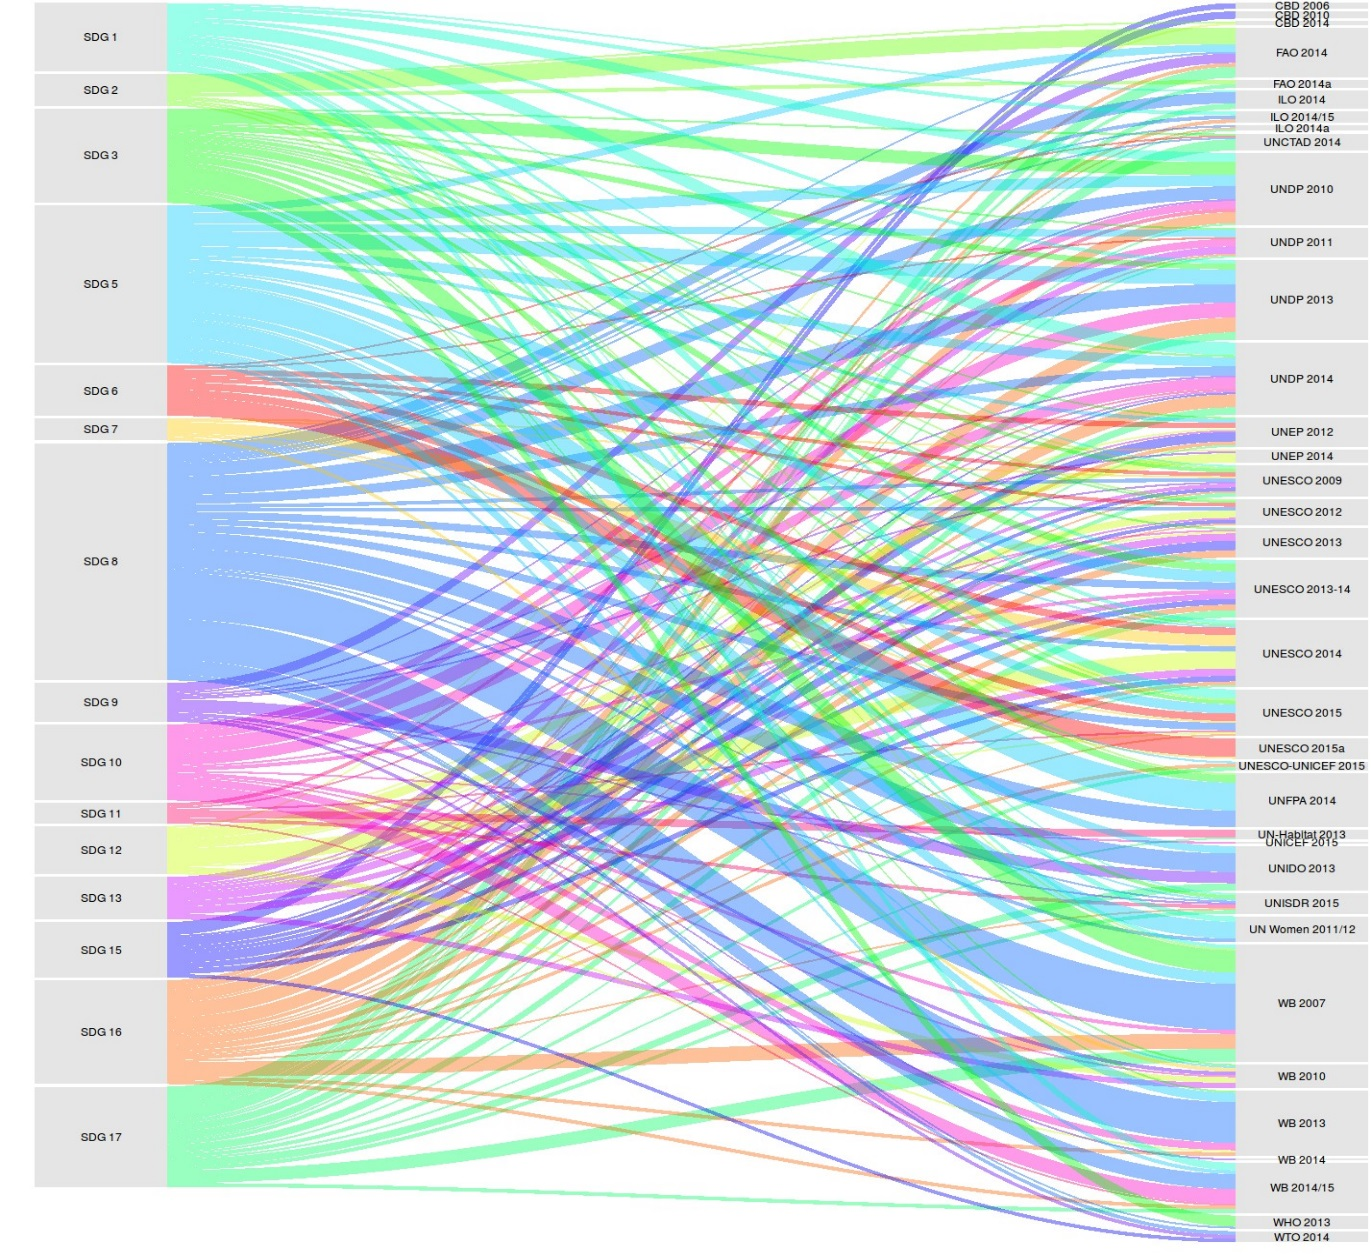 SDG 1
SDG 2
SDG 3
SDG 5
SDG 6
SDG 7
SDG 8
SDG 9
SDG 10
SDG 11
SDG 12
SDG 13
SDG 15
SDG 16
SDG 17
CBD 2006
CBD 2010
CBD 2014
FAO 2014
FAO 2014a
ILO 2014
ILO 2014/15
ILO 2014a
UNCTAD 2014
UNDP 2010
UNDP 2011
UNDP 2013
UNDP 2014
UNEP 2012
UNEP 2014
UNESCO 2009
UNESCO 2012
UNESCO 2013
UNESCO 2013-14
UNESCO 2014
UNESCO 2015
UNESCO 2015a
UNESCO-UNICEF 2015
UNFPA 2014
UN-Habitat 2013
UNICEF 2015
UNIDO 2013
UNISDR 2015
UN Women 2011/12
WB 2007
WB 2010
WB 2013
WB 2014
WB 2014/15
WHO 2013
WTO 2014